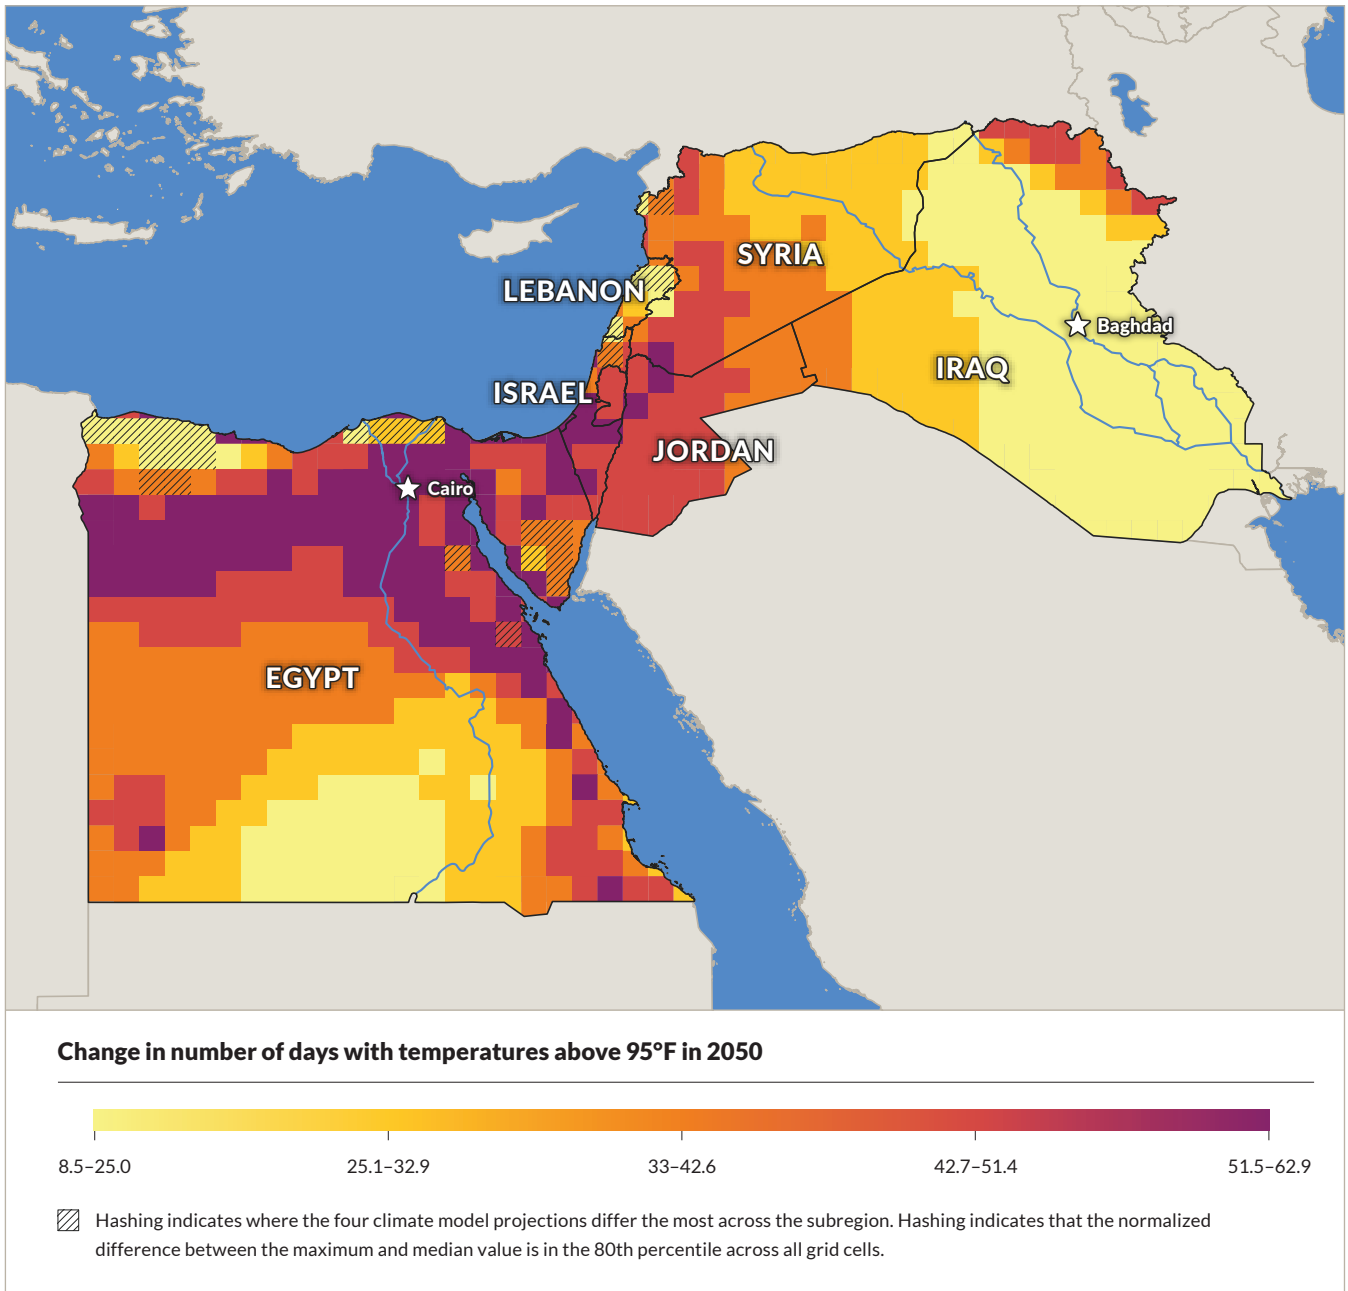 SYRIA
LEBANON
Baghdad
IRAQ
ISRAEL
JORDAN
Cairo
EGYPT
Change in number of days with temperatures above 95°F in 2050
8.5–25.0
25.1–32.9
33–42.6
42.7–51.4
51.5–62.9
Hashing indicates where the four climate model projections differ the most across the subregion. Hashing indicates that the normalized
difference between the maximum and median value is in the 80th percentile across all grid cells.